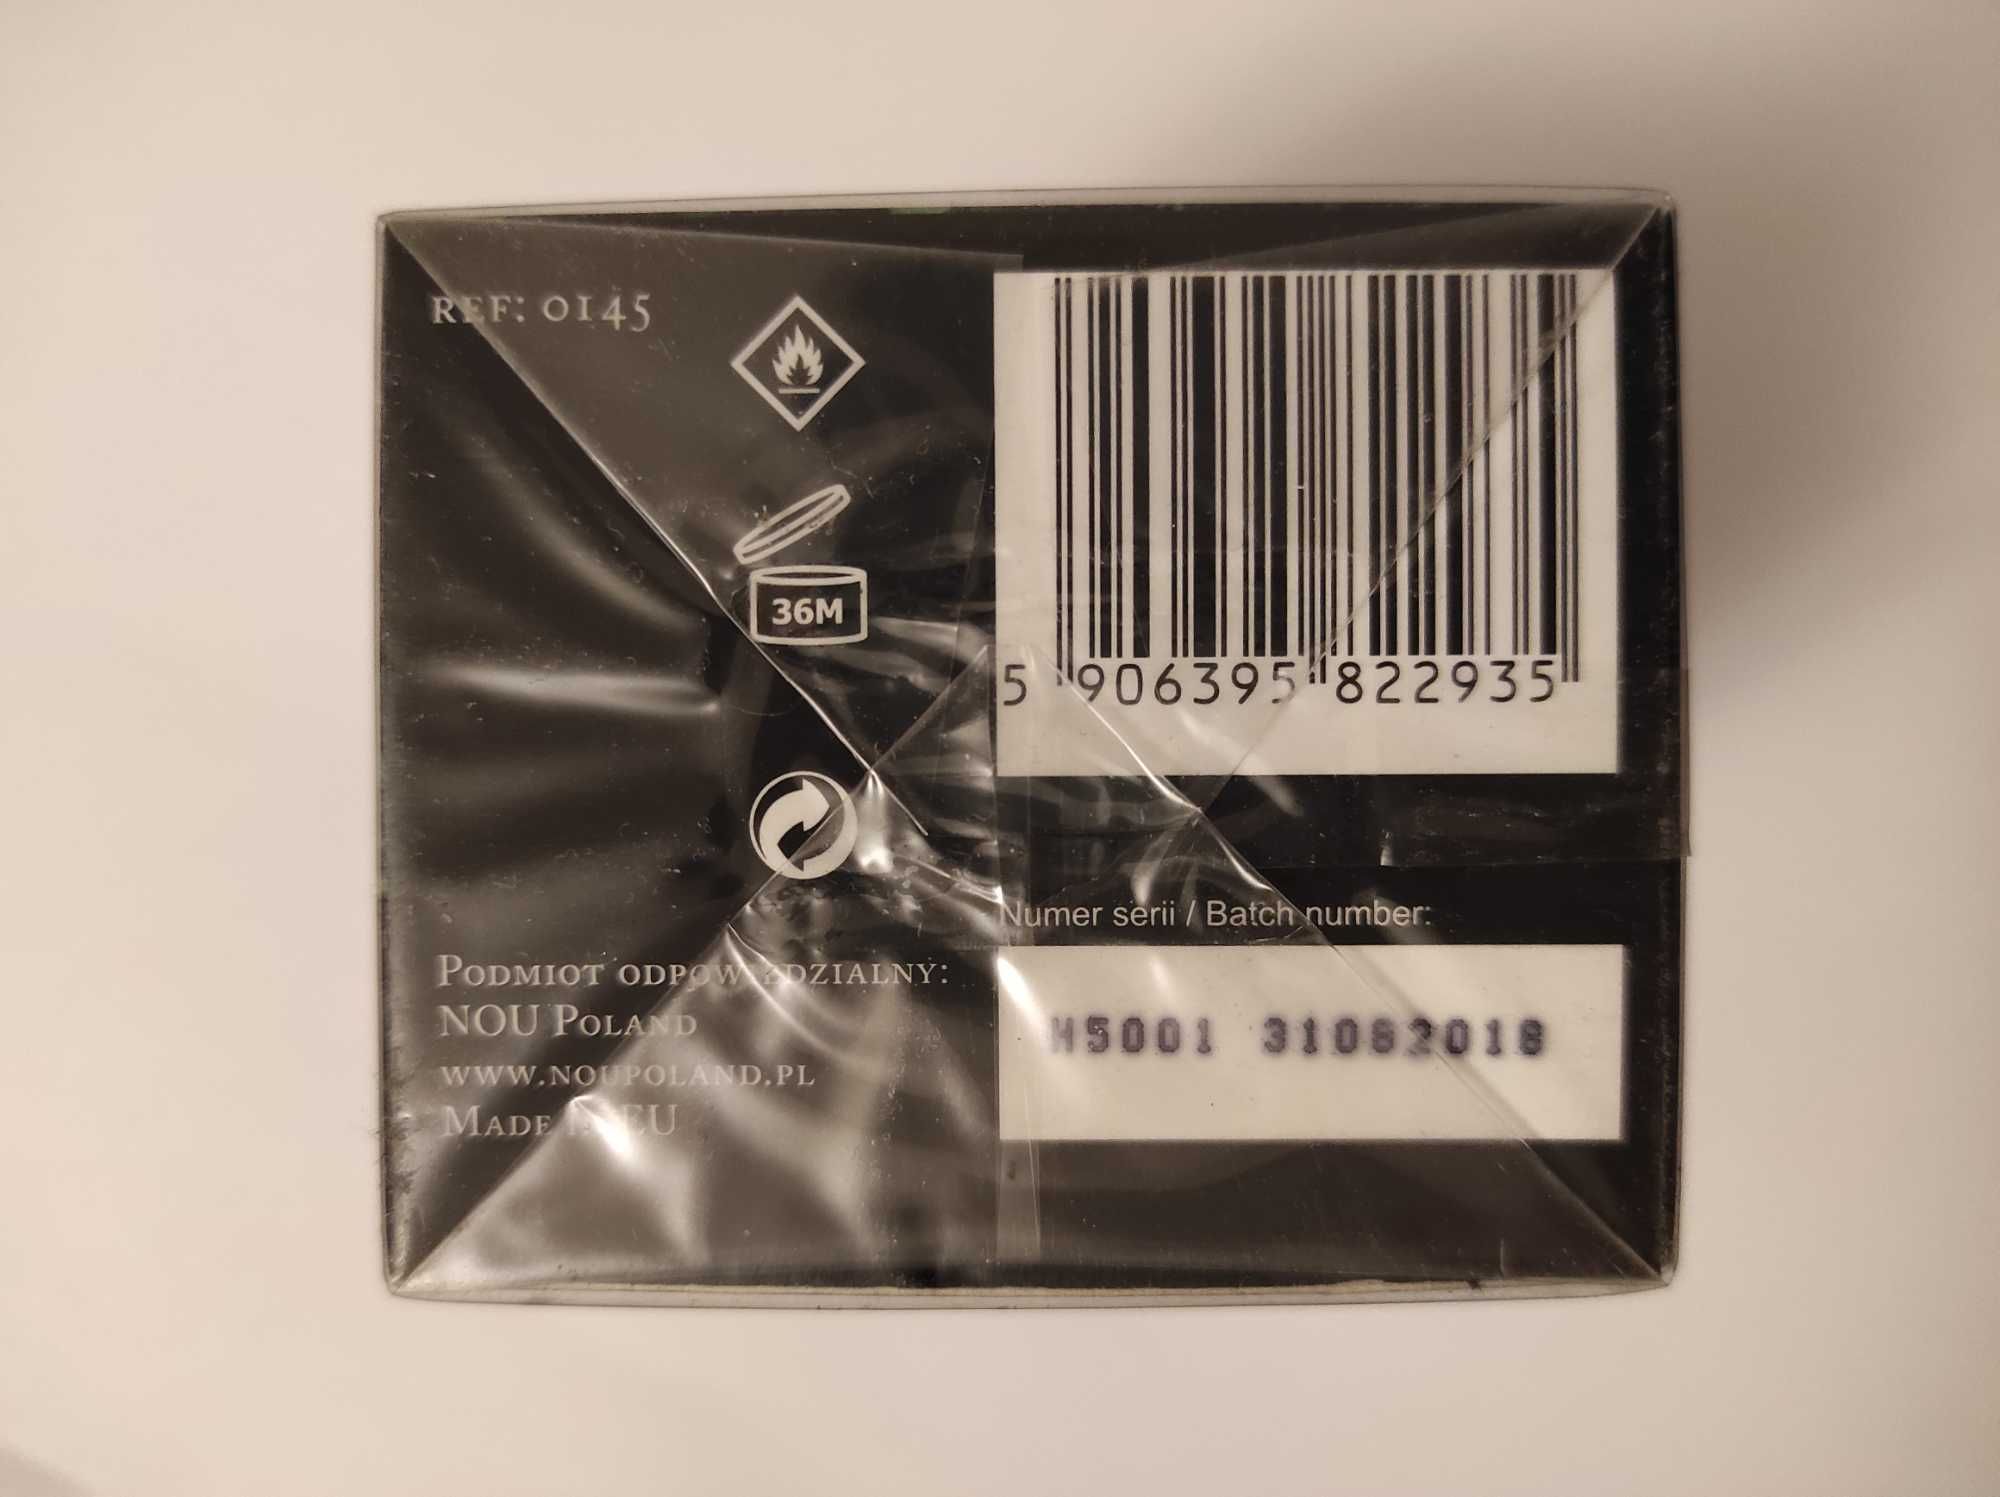 REF: 0145
36M
5 906395 822935
Numer serii / Batch number:
H5001 31082018
Podmiot odpowiedzialny:
NOU Poland
www.noupoland.pl
Made in EU